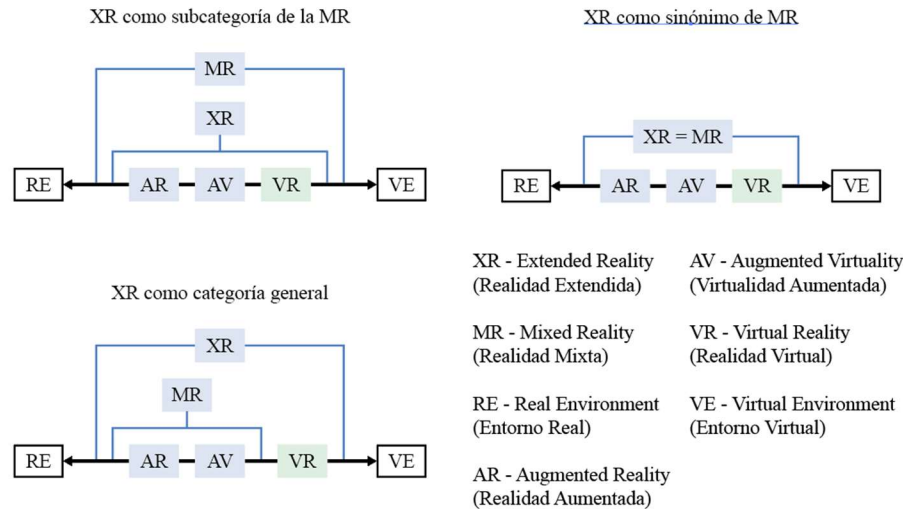 XR como subcategoría de la MR
MR
XR
RE AR AV VR VE
XR como sinónimo de MR
XR = MR
RE AR AV VR VE
XR como categoría general
XR
MR
RE AR AV VR VE
XR - Extended Reality
(Realidad Extendida)
MR - Mixed Reality
(Realidad Mixta)
RE - Real Environment
(Entorno Real)
AR - Augmented Reality
(Realidad Aumentada)
AV - Augmented Virtuality
(Virtualidad Aumentada)
VR - Virtual Reality
(Realidad Virtual)
VE - Virtual Environment
(Entorno Virtual)